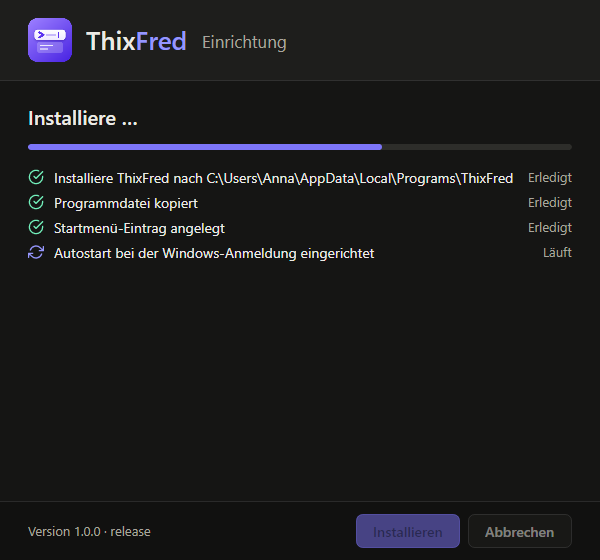 ThixFred Einrichtung
Installiere ...
Installiere ThixFred nach C:\Users\Anna\AppData\Local\Programs\ThixFred Erledigt
Programmdatei kopiert Erledigt
Startmenü-Eintrag angelegt Erledigt
Autostart bei der Windows-Anmeldung eingerichtet Läuft
Version 1.0.0 · release Installieren Abbrechen